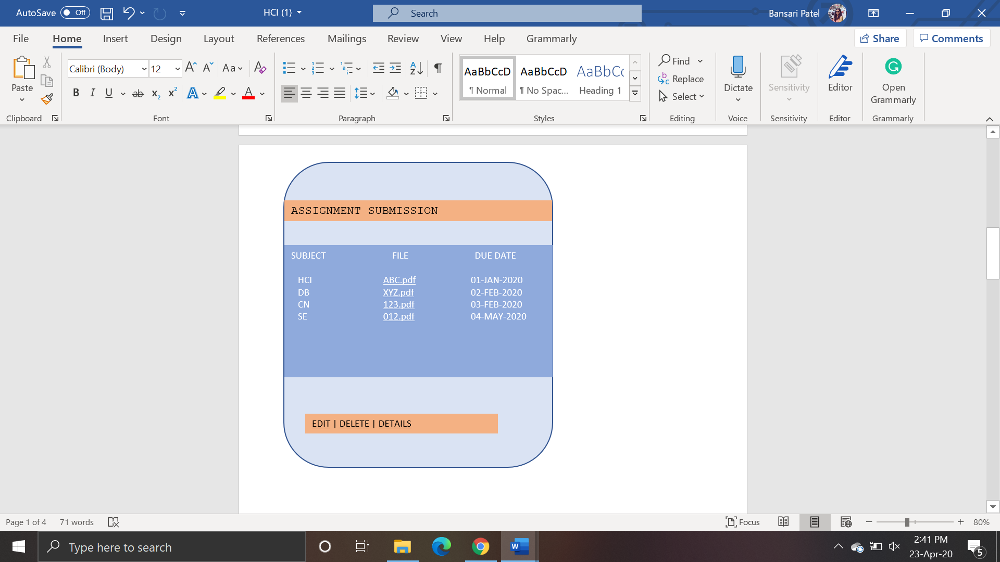 AutoSave Off HCI (1) Search Bansari Patel
File Home Insert Design Layout References Mailings Review View Help Grammarly Share Comments
Paste Calibri (Body) 12 Aa AaBbCcD AaBbCcD AaBbCc Find Replace Select Dictate Sensitivity Editor Open Grammarly
B I U ab x₂ x² A A ¶ Normal ¶ No Spac... Heading 1
Clipboard Font Paragraph Styles Editing Voice Sensitivity Editor Grammarly
ASSIGNMENT SUBMISSION
SUBJECT FILE DUE DATE
HCI ABC.pdf 01-JAN-2020
DB XYZ.pdf 02-FEB-2020
CN 123.pdf 03-FEB-2020
SE 012.pdf 04-MAY-2020
EDIT | DELETE | DETAILS
Page 1 of 4 71 words Focus 80%
Type here to search 2:41 PM
23-Apr-20 5